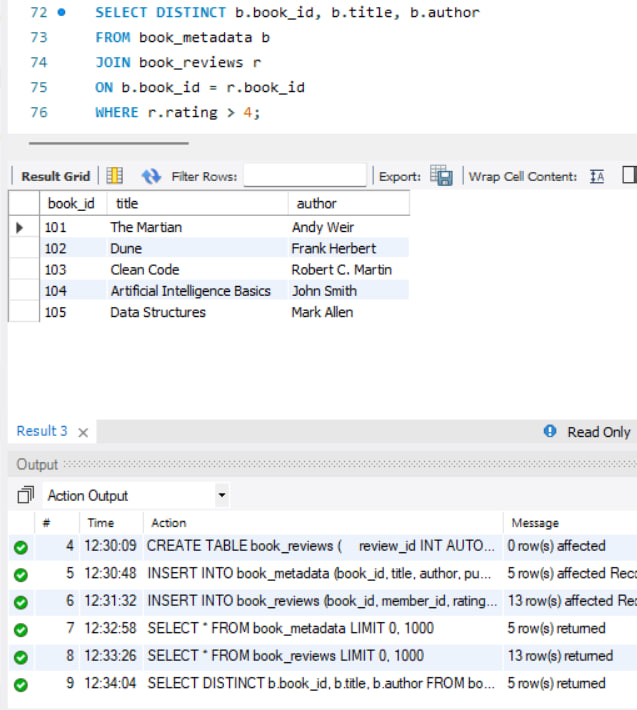 72 SELECT DISTINCT b.book_id, b.title, b.author
73 FROM book_metadata b
74 JOIN book_reviews r
75 ON b.book_id = r.book_id
76 WHERE r.rating > 4;
Result Grid Filter Rows: Export: Wrap Cell Content: IA
book_id title author
101 The Martian Andy Weir
102 Dune Frank Herbert
103 Clean Code Robert C. Martin
104 Artificial Intelligence Basics John Smith
105 Data Structures Mark Allen
Result 3 × Read Only
Output
Action Output
# Time Action Message
4 12:30:09 CREATE TABLE book_reviews ( review_id INT AUTO... 0 row(s) affected
5 12:30:48 INSERT INTO book_metadata (book_id, title, author, pu... 5 row(s) affected Reco
6 12:31:32 INSERT INTO book_reviews (book_id, member_id, rating... 13 row(s) affected Rec
7 12:32:58 SELECT * FROM book_metadata LIMIT 0, 1000 5 row(s) returned
8 12:33:26 SELECT * FROM book_reviews LIMIT 0, 1000 13 row(s) returned
9 12:34:04 SELECT DISTINCT b.book_id, b.title, b.author FROM bo... 5 row(s) returned